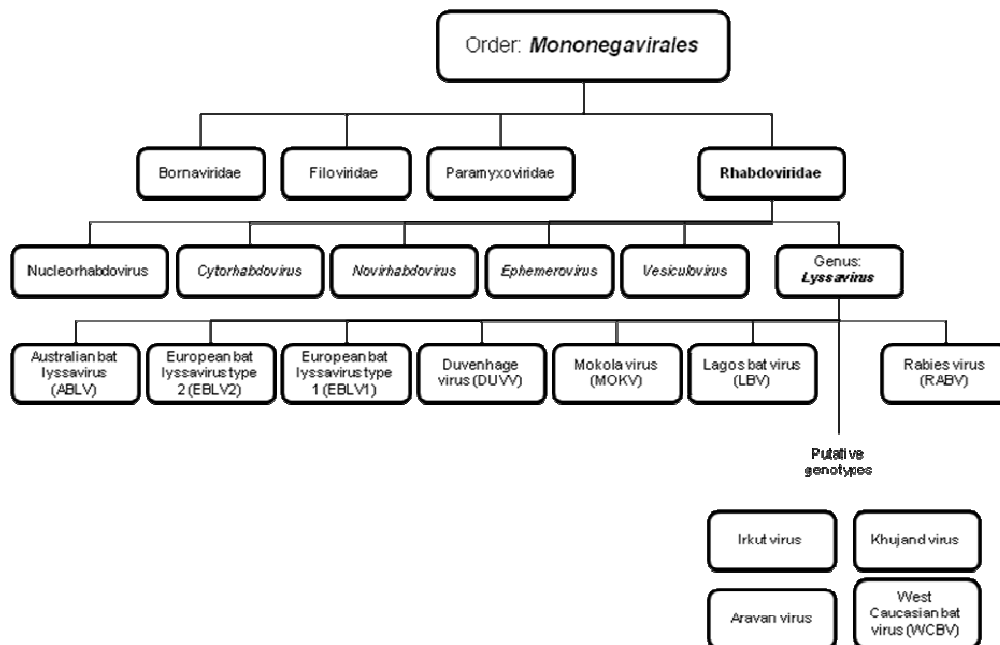 Order: Mononegavirales
Bornaviridae
Filoviridae
Paramyxoviridae
Rhabdoviridae
Nucleorhabdovirus
Cytorhabdovirus
Novirhabdovirus
Ephemerovirus
Vesiculovirus
Genus:
Lyssavirus
Australian bat
lyssavirus
(ABLV)
European bat
lyssavirus type
2 (EBLV2)
European bat
lyssavirus type
1 (EBLV1)
Duvenhage
virus (DUVV)
Mokola virus
(MOKV)
Lagos bat virus
(LBV)
Rabies virus
(RABV)
Putative
genotypes
Irkut virus
Khujand virus
Aravan virus
West
Caucasian bat
virus (WCBV)